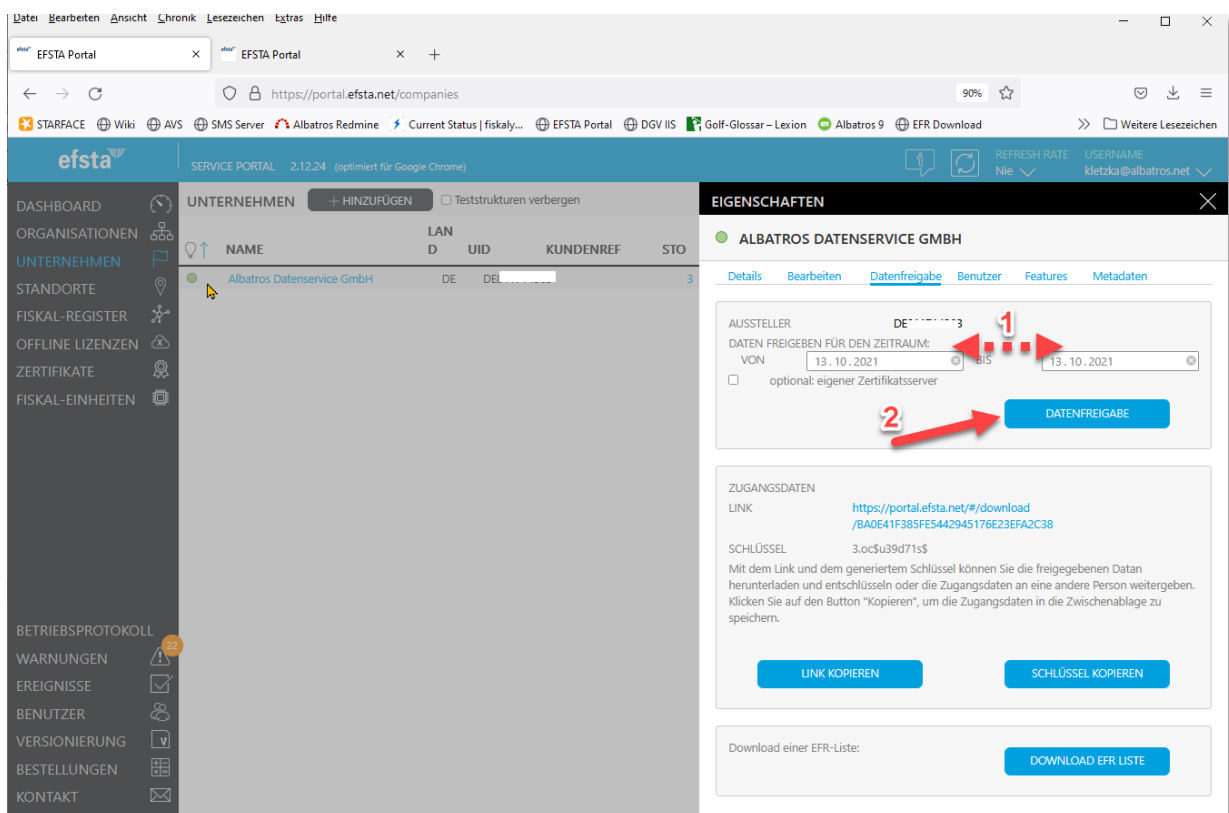 Datei Bearbeiten Ansicht Chronik Lesezeichen Extras Hilfe
EFSTA Portal
EFSTA Portal
https://portal.efsta.net/companies
90%
STARFACE Wiki AVS SMS Server Albatros Redmine Current Status | fiskaly... EFSTA Portal DGV IIS Golf-Glossar – Lexion Albatros 9 EFR Download Weitere Lesezeichen
efsta
SERVICE PORTAL 2.12.24 (optimiert für Google Chrome)
REFRESH RATE
Nie
USERNAME
kletzka@albatros.net
DASHBOARD
ORGANISATIONEN
UNTERNEHMEN
STANDORTE
FISKAL-REGISTER
OFFLINE LIZENZEN
ZERTIFIKATE
FISKAL-EINHEITEN
BETRIEBSPROTOKOLL
WARNUNGEN
22
EREIGNISSE
BENUTZER
VERSIONIERUNG
BESTELLUNGEN
KONTAKT
UNTERNEHMEN + HINZUFÜGEN Teststrukturen verbergen
NAME LAN
D UID KUNDENREF STO
Albatros Datenservice GmbH DE 3
EIGENSCHAFTEN
ALBATROS DATENSERVICE GMBH
Details Bearbeiten Datenfreigabe Benutzer Features Metadaten
AUSSTELLER DE
1
DATEN FREIGEBEN FÜR DEN ZEITRAUM:
VON 13.10.2021 BIS 13.10.2021
optional: eigener Zertifikatsserver
2
DATENFREIGABE
ZUGANGSDATEN
LINK https://portal.efsta.net/#/download
/BA0E41F385FE5442945176E23EFA2C38
SCHLÜSSEL 3.oc$u39d71s$
Mit dem Link und dem generiertem Schlüssel können Sie die freigegebenen Datan
herunterladen und entschlüsseln oder die Zugangsdaten an eine andere Person weitergeben.
Klicken Sie auf den Button "Kopieren", um die Zugangsdaten in die Zwischenablage zu
speichern.
LINK KOPIEREN
SCHLÜSSEL KOPIEREN
Download einer EFR-Liste:
DOWNLOAD EFR LISTE